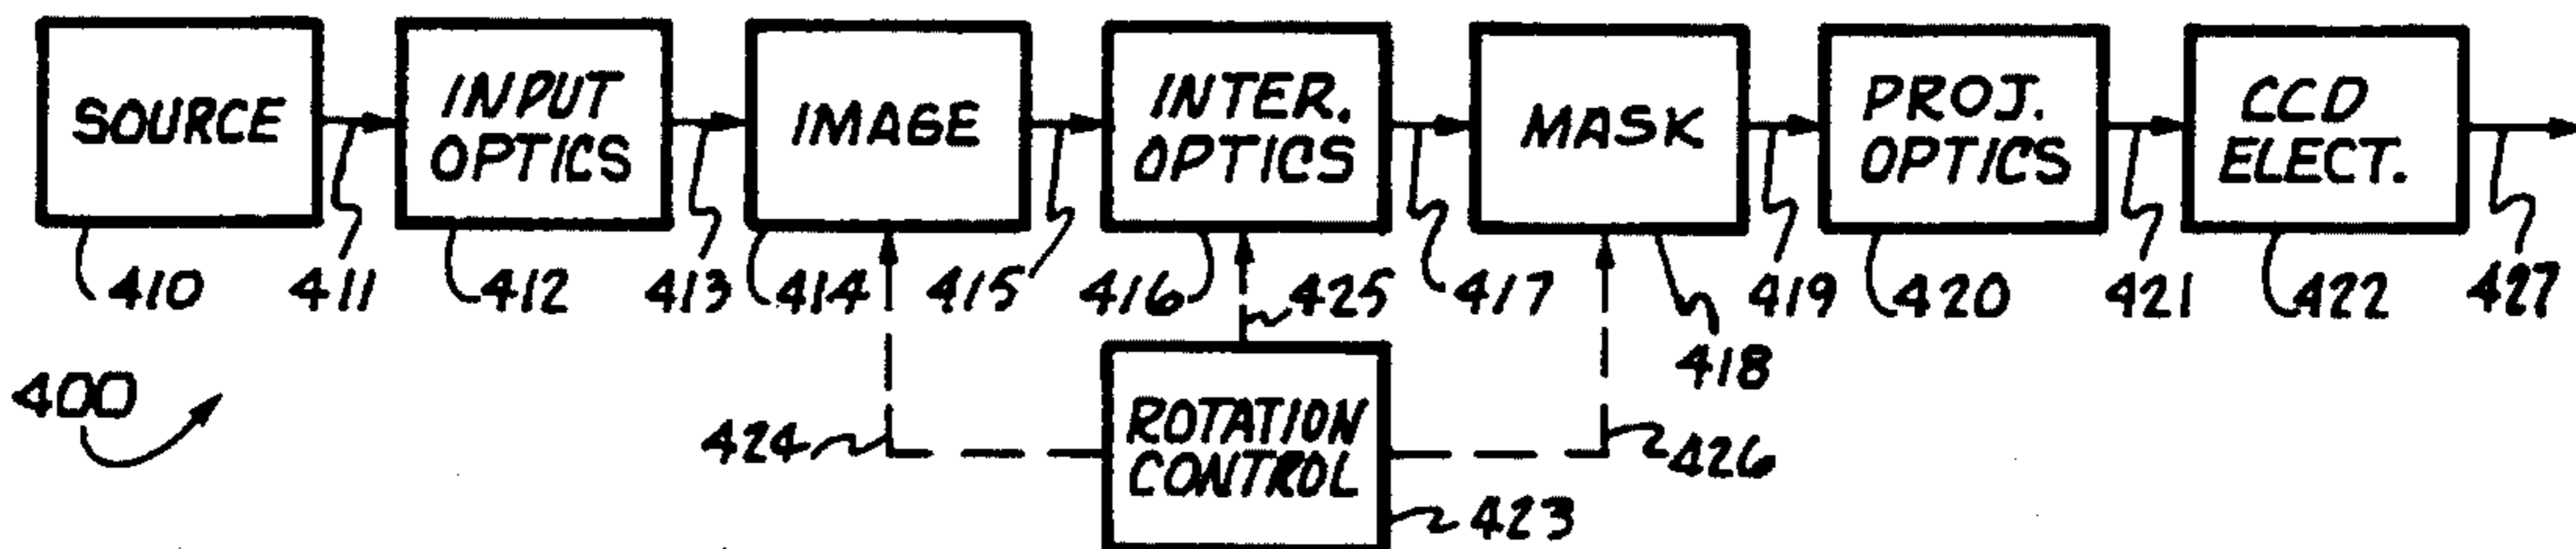 SOURCE
INPUT
OPTICS
IMAGE
INTER.
OPTICS
MASK
PROJ.
OPTICS
CCD
ELECT.
410
411
412
413
414
415
416
425
417
419
420
421
422
427
418
400
424
ROTATION
CONTROL
426
423